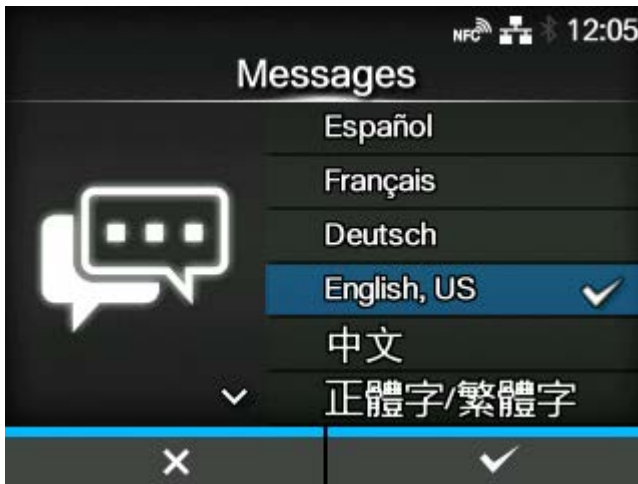 NFC 12:05
Messages
Español
Français
Deutsch
English, US
中文
正體字/繁體字